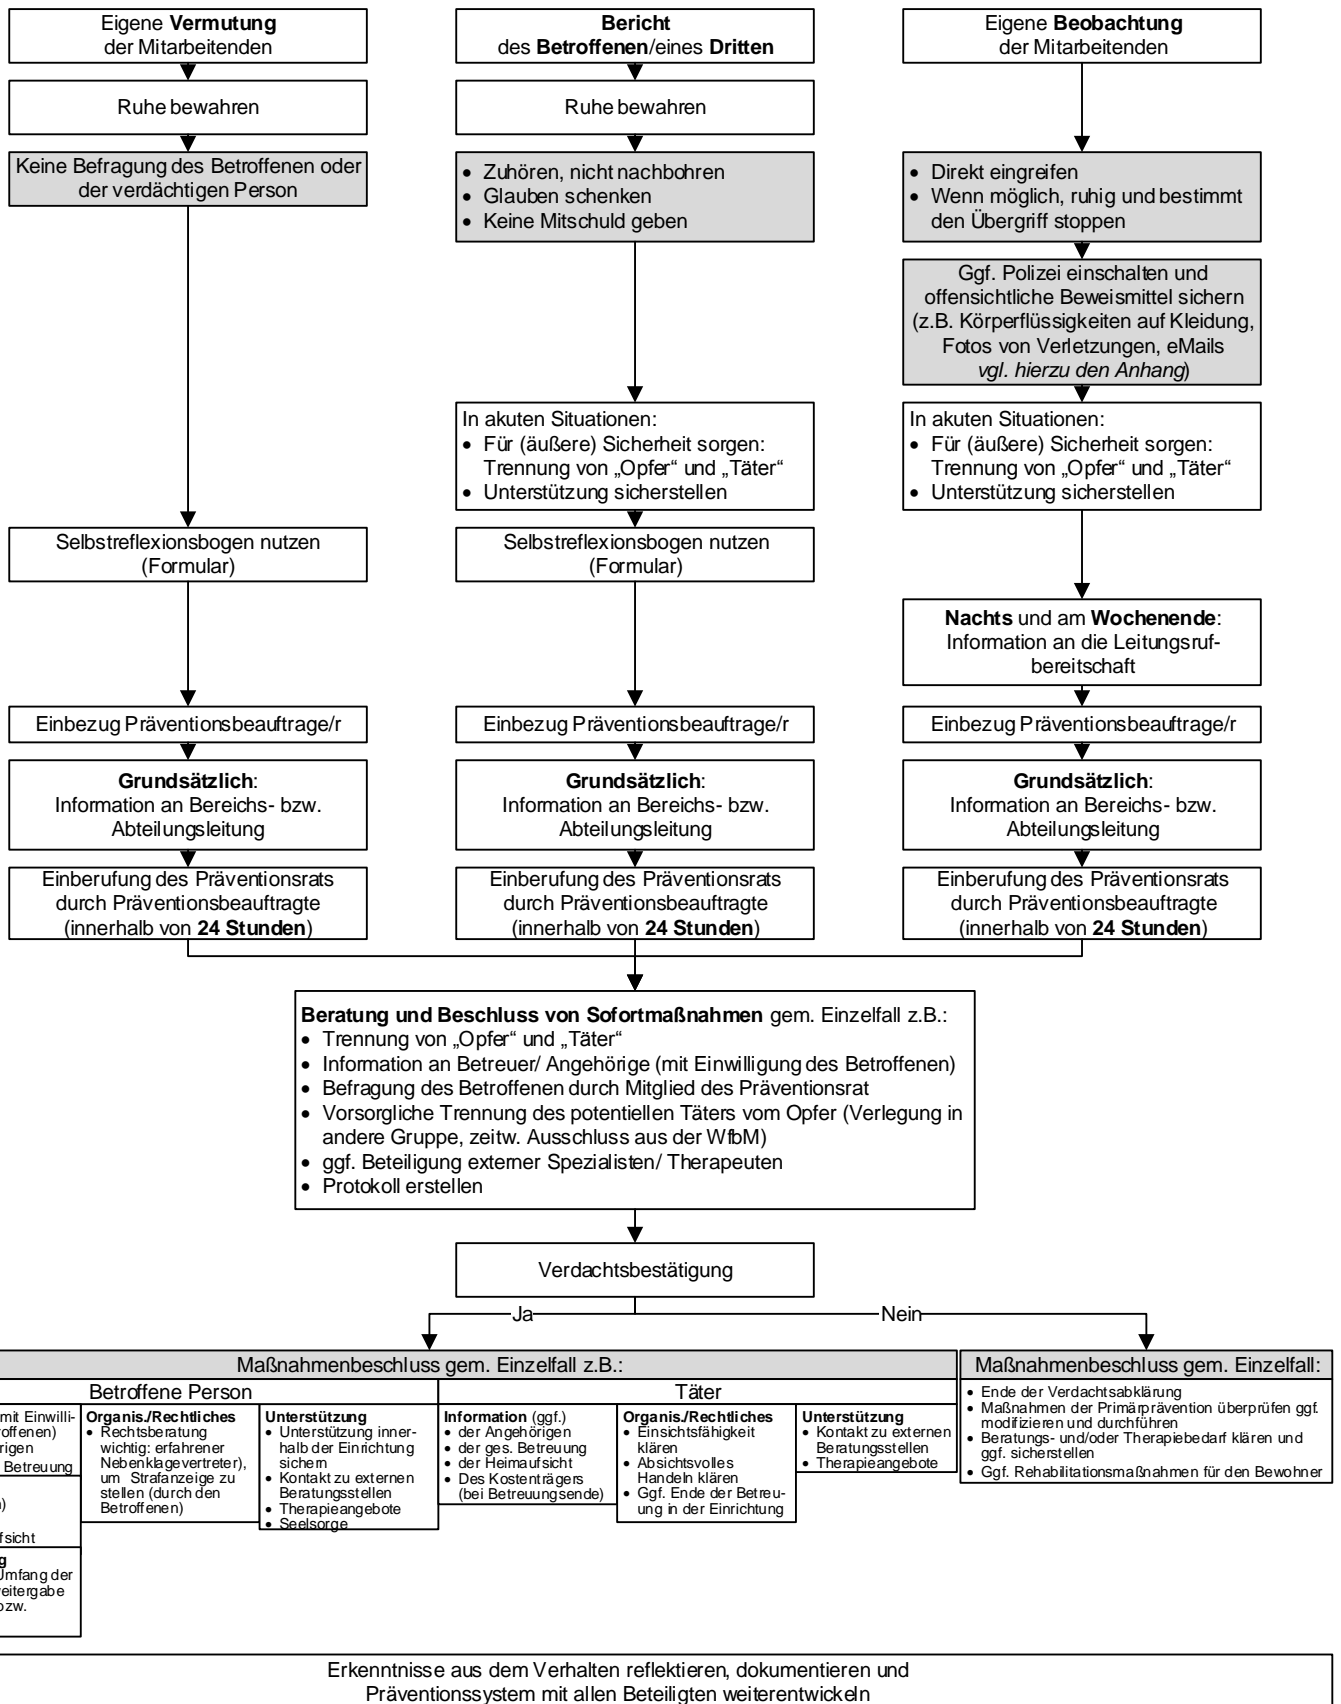 Eigene Vermutung
der Mitarbeitenden
Ruhe bewahren
Keine Befragung des Betroffenen oder
der verdächtigen Person
Selbstreflexionsbogen nutzen
(Formular)
Einbezug Präventionsbeauftrage/r
Grundsätzlich:
Information an Bereichs- bzw.
Abteilungsleitung
Einberufung des Präventionsrats
durch Präventionsbeauftragte
(innerhalb von 24 Stunden)
Bericht
des Betroffenen/eines Dritten
Ruhe bewahren
• Zuhören, nicht nachbohren
• Glauben schenken
• Keine Mitschuld geben
In akuten Situationen:
• Für (äußere) Sicherheit sorgen:
Trennung von „Opfer“ und „Täter“
• Unterstützung sicherstellen
Selbstreflexionsbogen nutzen
(Formular)
Einbezug Präventionsbeauftrage/r
Grundsätzlich:
Information an Bereichs- bzw.
Abteilungsleitung
Einberufung des Präventionsrats
durch Präventionsbeauftragte
(innerhalb von 24 Stunden)
Eigene Beobachtung
der Mitarbeitenden
• Direkt eingreifen
• Wenn möglich, ruhig und bestimmt
den Übergriff stoppen
Ggf. Polizei einschalten und
offensichtliche Beweismittel sichern
(z.B. Körperflüssigkeiten auf Kleidung,
Fotos von Verletzungen, eMails
vgl. hierzu den Anhang)
In akuten Situationen:
• Für (äußere) Sicherheit sorgen:
Trennung von „Opfer“ und „Täter“
• Unterstützung sicherstellen
Nachts und am Wochenende:
Information an die Leitungsruf-
bereitschaft
Einbezug Präventionsbeauftrage/r
Grundsätzlich:
Information an Bereichs- bzw.
Abteilungsleitung
Einberufung des Präventionsrats
durch Präventionsbeauftragte
(innerhalb von 24 Stunden)
Beratung und Beschluss von Sofortmaßnahmen gem. Einzelfall z.B.:
• Trennung von „Opfer“ und „Täter“
• Information an Betreuer/ Angehörige (mit Einwilligung des Betroffenen)
• Befragung des Betroffenen durch Mitglied des Präventionsrat
• Vorsorgliche Trennung des potentiellen Täters vom Opfer (Verlegung in
andere Gruppe, zeitw. Ausschluss aus der WfbM)
• ggf. Beteiligung externer Spezialisten/ Therapeuten
• Protokoll erstellen
Verdachtsbestätigung
Ja
Nein
Maßnahmenbeschluss gem. Einzelfall z.B.:
Betroffene Person
mit Einwilli-
roffenen)
rigen
Betreuung
)
fsicht
g
Umfang der
eitergabe
bzw.
Organis./Rechtliches
• Rechtsberatung
wichtig: erfahrener
Nebenklagevertreter),
um Strafanzeige zu
stellen (durch den
Betroffenen)
Unterstützung
• Unterstützung inner-
halb der Einrichtung
sichern
• Kontakt zu externen
Beratungsstellen
• Therapieangebote
• Seelsorge
Täter
Information (ggf.)
• der Angehörigen
• der ges. Betreuung
• der Heimaufsicht
• Des Kostenträgers
(bei Betreuungsende)
Organis./Rechtliches
• Einsichtsfähigkeit
klären
• Absichtsvolles
Handeln klären
• Ggf. Ende der Betreu-
ung in der Einrichtung
Unterstützung
• Kontakt zu externen
Beratungsstellen
• Therapieangebote
Maßnahmenbeschluss gem. Einzelfall:
• Ende der Verdachtsabklärung
• Maßnahmen der Primärprävention überprüfen ggf.
modifizieren und durchführen
• Beratungs- und/oder Therapiebedarf klären und
ggf. sicherstellen
• Ggf. Rehabilitationsmaßnahmen für den Bewohner
Erkenntnisse aus dem Verhalten reflektieren, dokumentieren und
Präventionssystem mit allen Beteiligten weiterentwickeln